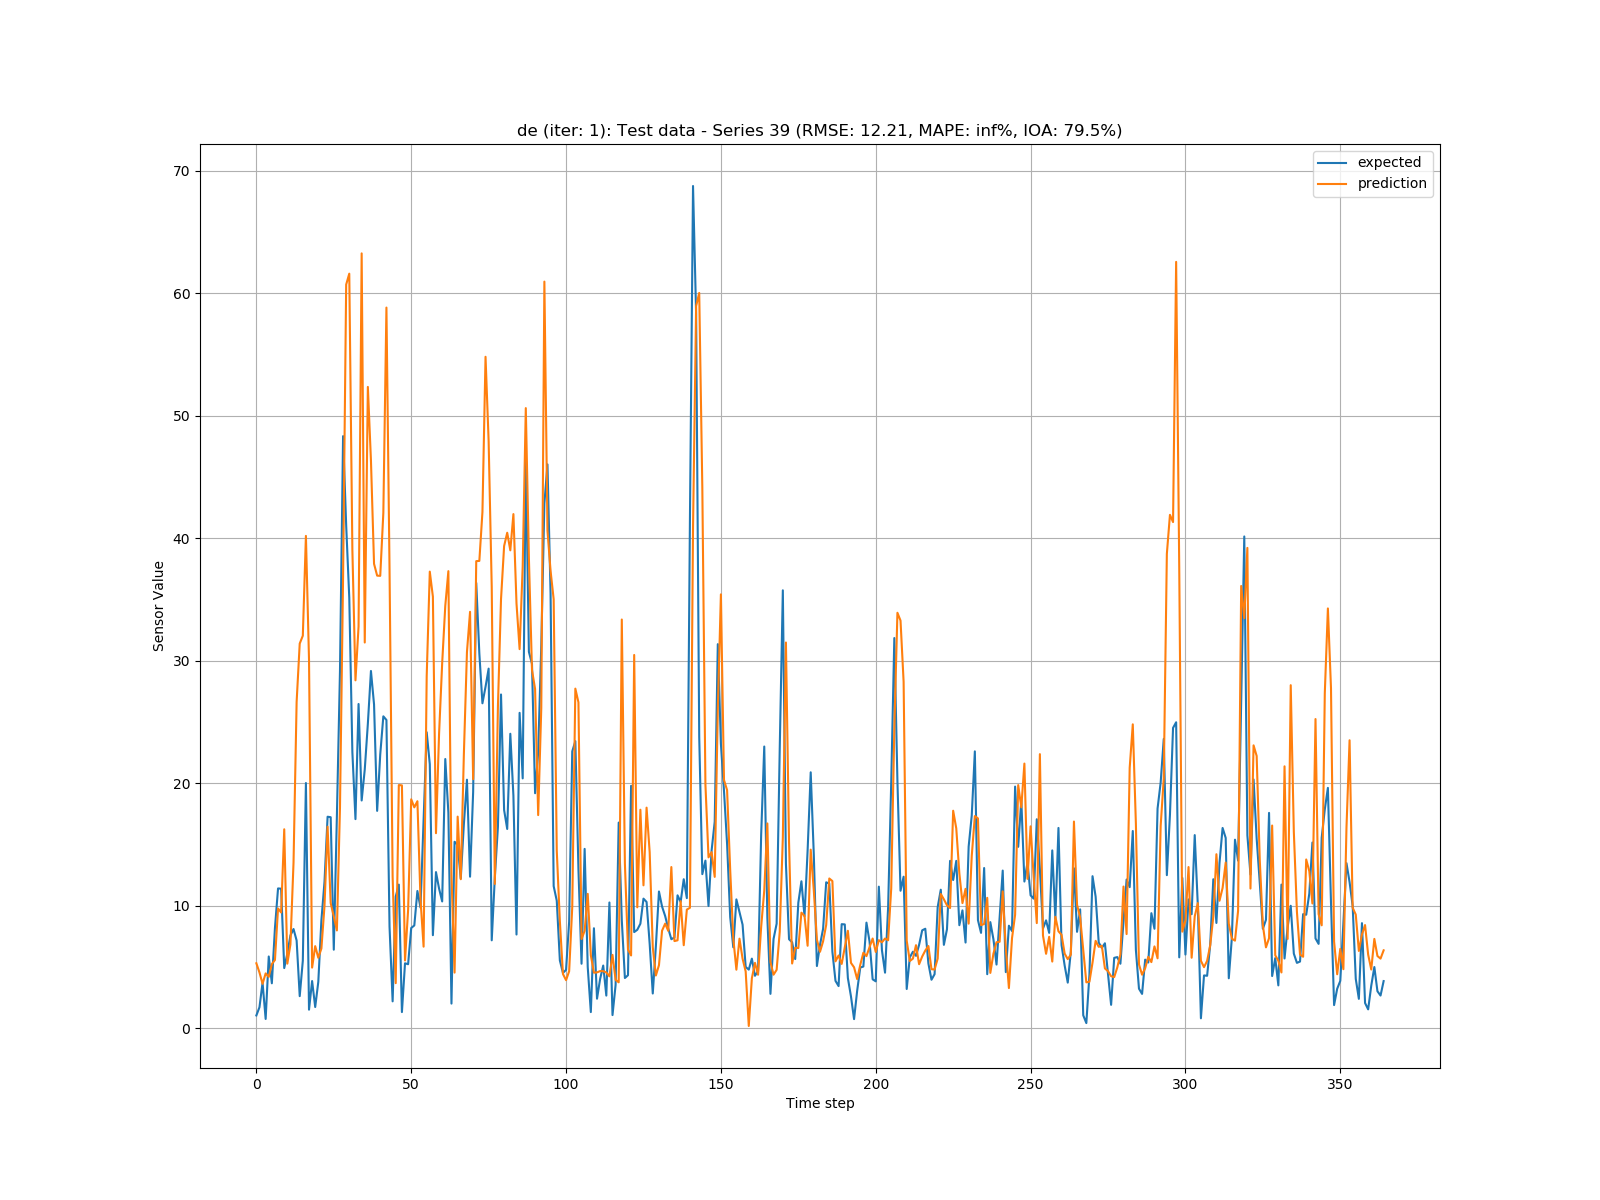 de (iter: 1): Test data - Series 39 (RMSE: 12.21, MAPE: inf%, IOA: 79.5%)
expected
prediction
70
60
50
40
30
20
10
0
Sensor Value
0 50 100 150 200 250 300 350
Time step